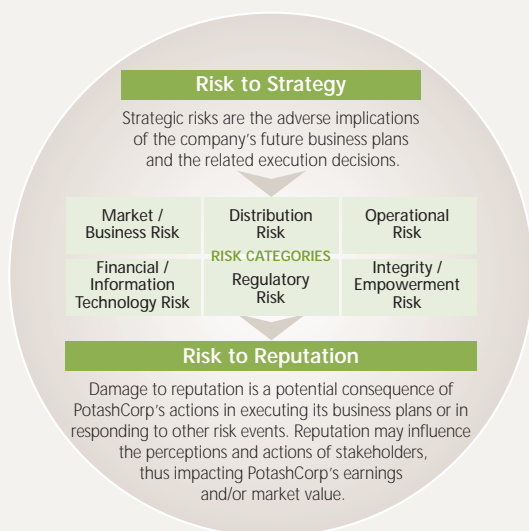 Risk to Strategy
Strategic risks are the adverse implications
of the company's future business plans
and the related execution decisions.
Market /
Business Risk
Distribution
Risk
Operational
Risk
RISK CATEGORIES
Financial /
Information
Technology Risk
Regulatory
Risk
Integrity /
Empowerment
Risk
Risk to Reputation
Damage to reputation is a potential consequence of
PotashCorp's actions in executing its business plans or in
responding to other risk events. Reputation may influence
the perceptions and actions of stakeholders,
thus impacting PotashCorp's earnings
and/or market value.